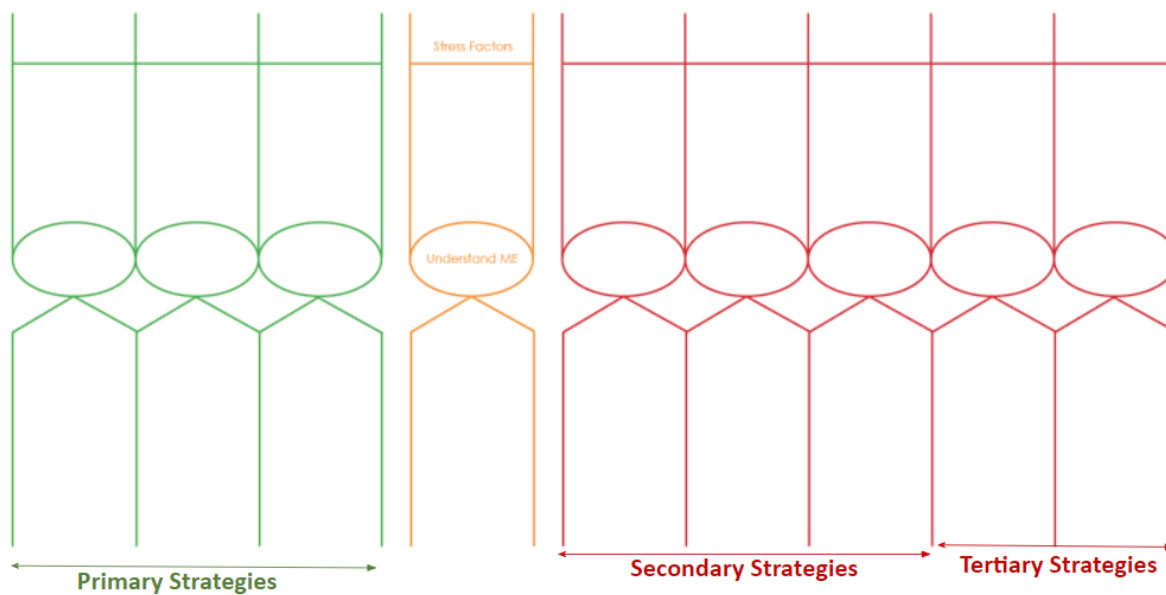 Stress Factors
Understand ME
Primary Strategies
Secondary Strategies
Tertiary Strategies